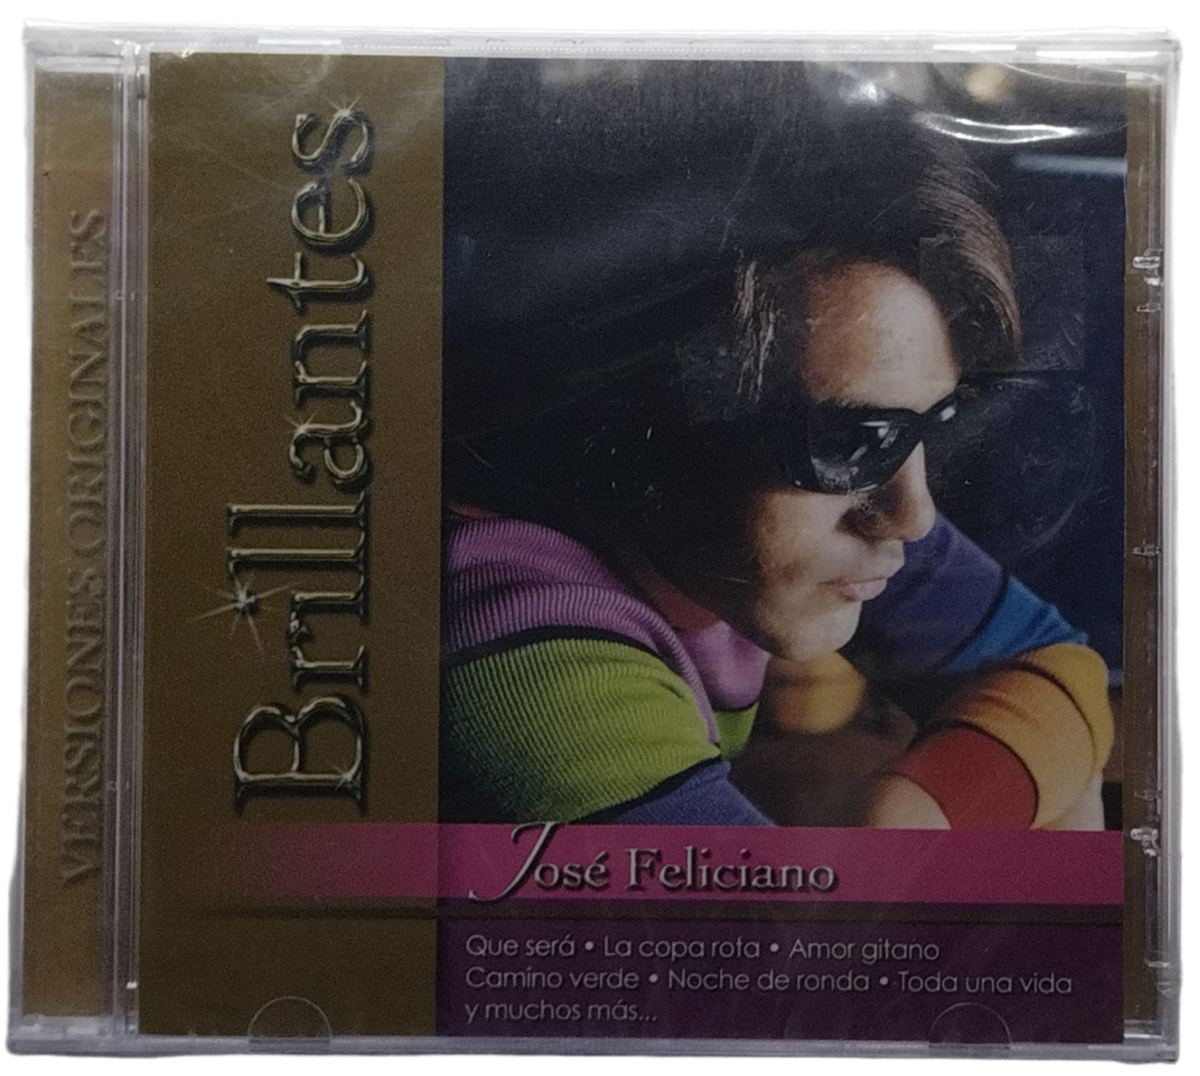 VERSIONES ORIGINALES
Brillantes
José Feliciano
Que será • La copa rota • Amor gitano
Camino verde • Noche de ronda • Toda una vida
y muchos más...